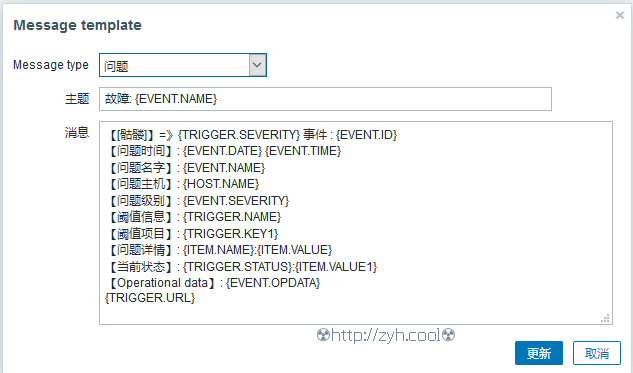 Message template
Message type 问题
主题 故障: {EVENT.NAME}
消息 【[骷髅]】=》{TRIGGER.SEVERITY} 事件 : {EVENT.ID}
【问题时间】: {EVENT.DATE} {EVENT.TIME}
【问题名字】: {EVENT.NAME}
【问题主机】: {HOST.NAME}
【问题级别】: {EVENT.SEVERITY}
【阈值信息】: {TRIGGER.NAME}
【阈值项目】: {TRIGGER.KEY1}
【问题详情】: {ITEM.NAME}:{ITEM.VALUE}
【当前状态】: {TRIGGER.STATUS}:{ITEM.VALUE1}
【Operational data】: {EVENT.OPDATA}
{TRIGGER.URL}
☢http://zyh.cool☢
更新 取消